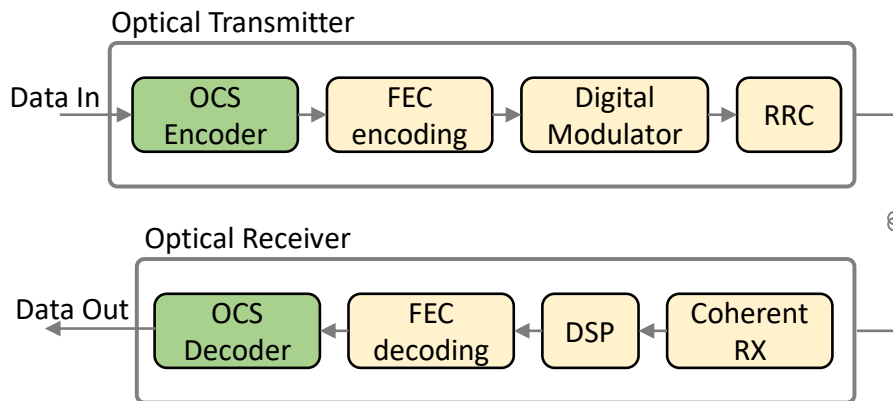 Optical Transmitter
Data In
OCS
Encoder
FEC
encoding
Digital
Modulator
RRC
Optical Receiver
Data Out
OCS
Decoder
FEC
decoding
DSP
Coherent
RX